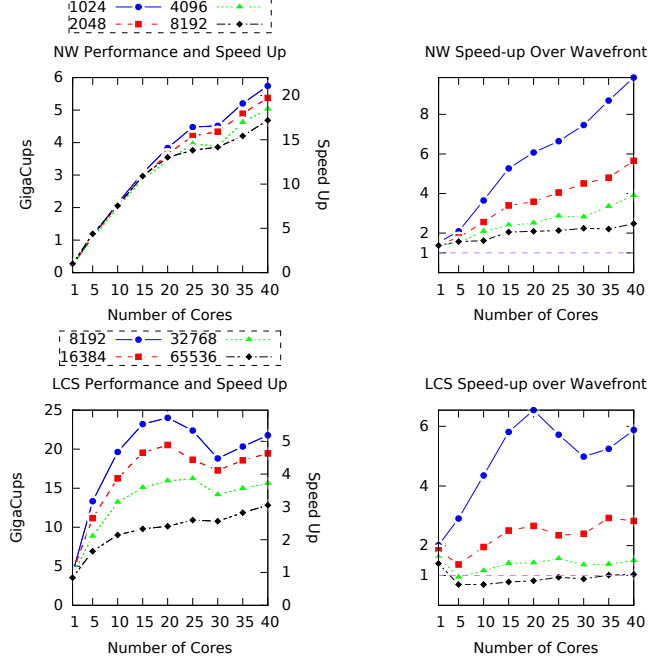 1024 4096
2048 8192
NW Performance and Speed Up
NW Speed-up Over Wavefront
GigaCups
6
5
4
3
2
1
0
20
15
10
5
0
Speed Up
1 5 10 15 20 25 30 35 40
Number of Cores
8
6
4
2
1
1 5 10 15 20 25 30 35 40
Number of Cores
8192 32768
16384 65536
LCS Performance and Speed Up
LCS Speed-up over Wavefront
GigaCups
25
20
15
10
5
0
5
4
3
2
1
0
Speed Up
1 5 10 15 20 25 30 35 40
Number of Cores
6
4
2
1
1 5 10 15 20 25 30 35 40
Number of Cores